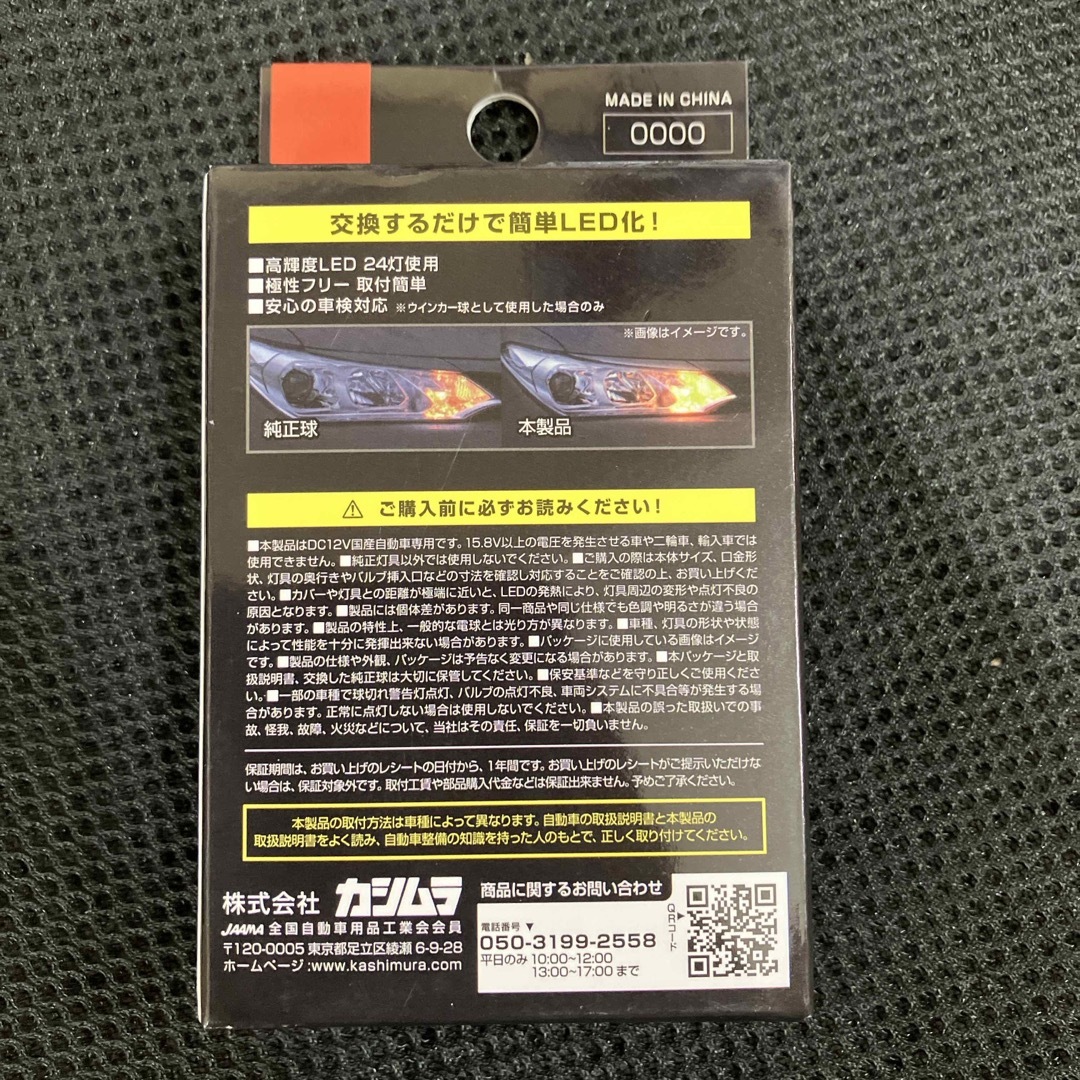 MADE IN CHINA
0000
交換するだけで簡単LED化!
■高輝度LED 24灯使用
■極性フリー 取付簡単
■安心の車検対応 ※ウインカー球として使用した場合のみ
※画像はイメージです。
純正球
本製品
⚠ ご購入前に必ずお読みください!
■本製品はDC12V国産自動車専用です。15.8V以上の電圧を発生させる車や二輪車、輸入車では
使用できません。■純正灯具以外では使用しないでください。■ご購入の際は本体サイズ、口金形
状、灯具の奥行きやバルブ挿入口などの寸法を確認し対応することをご確認の上、お買い上げくだ
さい。■カバーや灯具との距離が極端に近いと、LEDの発熱により、灯具周辺の変形や点灯不良の
原因となります。■製品には個体差があります。同一商品や同じ仕様でも色調や明るさが違う場合
があります。■製品の特性上、一般的な電球とは光り方が異なります。■車種、灯具の形状や状態
によって性能を十分に発揮出来ない場合があります。■パッケージに使用している画像はイメージ
です。■製品の仕様や外観、パッケージは予告なく変更になる場合があります。■本パッケージと取
扱説明書、交換した純正球は大切に保管してください。■保安基準などを守り正しくご使用くださ
い。■一部の車種で球切れ警告灯点灯、バルブの点灯不良、車両システムに不具合等が発生する場
合があります。正常に点灯しない場合は使用しないでください。■本製品の誤った取扱いでの事
故、怪我、故障、火災などについて、当社はその責任、保証を一切負いません。
保証期間は、お買い上げのレシートの日付から、1年間です。お買い上げのレシートがご提示いただけな
い場合は、保証対象外です。取付工賃や部品購入代金などは保証出来ません。予めご了承ください。
本製品の取付方法は車種によって異なります。自動車の取扱説明書と本製品の
取扱説明書をよく読み、自動車整備の知識を持った人のもとで、正しく取り付けてください。
株式会社 カシムラ
JAAMA 全国自動車用品工業会会員
〒120-0005 東京都足立区綾瀬 6-9-28
ホームページ:www.kashimura.com
商品に関するお問い合わせ
電話番号▼
050-3199-2558
平日のみ 10:00~12:00
13:00~17:00 まで
QRコード▶